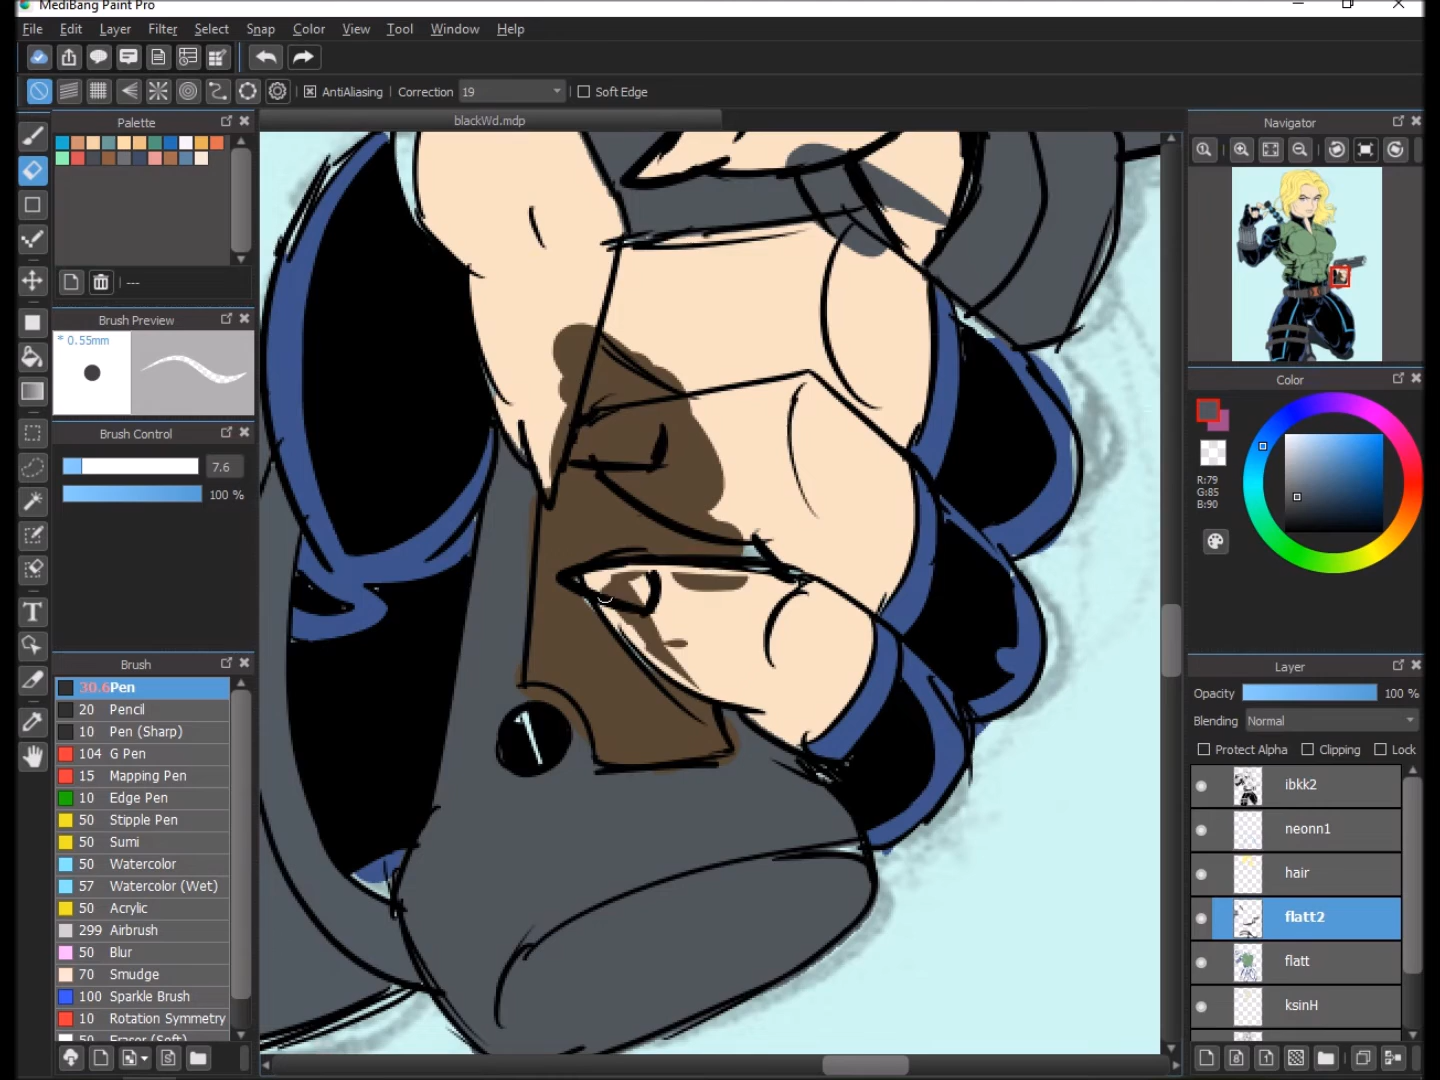 MediBang Paint Pro
File Edit Layer Filter Select Snap Color View Tool Window Help
AntiAliasing Correction 19 Soft Edge
Palette
blackWd.mdp
Navigator
---
Brush Preview
* 0.55mm
Brush Control
7.6
100 %
Color
R:79
G:85
B:90
Brush
30.6 Pen
20 Pencil
10 Pen (Sharp)
104 G Pen
15 Mapping Pen
10 Edge Pen
50 Stipple Pen
50 Sumi
50 Watercolor
57 Watercolor (Wet)
50 Acrylic
299 Airbrush
50 Blur
70 Smudge
100 Sparkle Brush
10 Rotation Symmetry
50 Eraser (Soft)
Layer
Opacity 100 %
Blending Normal
Protect Alpha Clipping Lock
ibkk2
neonn1
hair
flatt2
flatt
ksinH